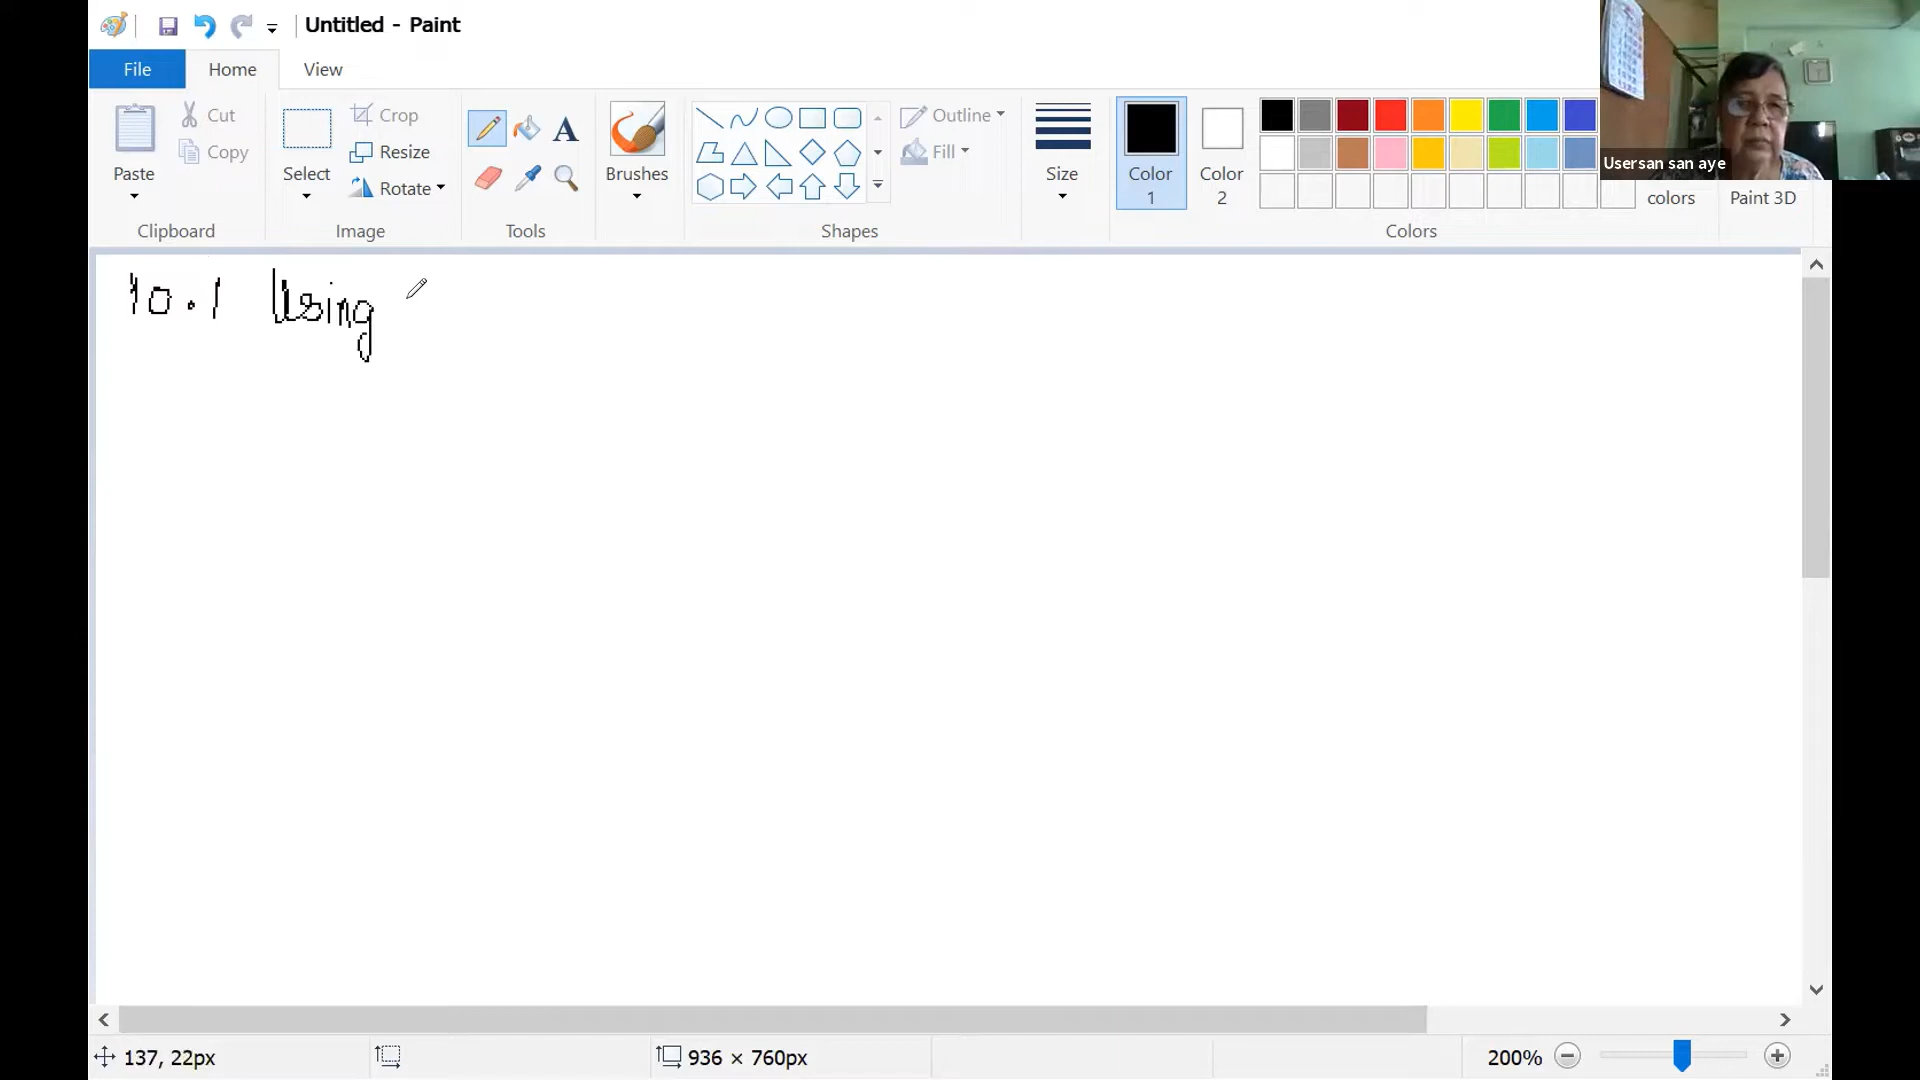 Untitled - Paint
File Home View
Paste
Cut
Copy
Clipboard
Select
Crop
Resize
Rotate
Image
Tools
Brushes
Shapes
Outline
Fill
Size
Color 1
Color 2
Colors
colors
Paint 3D
Usersan san aye
10.1 Using
137, 22px
936 × 760px
200%